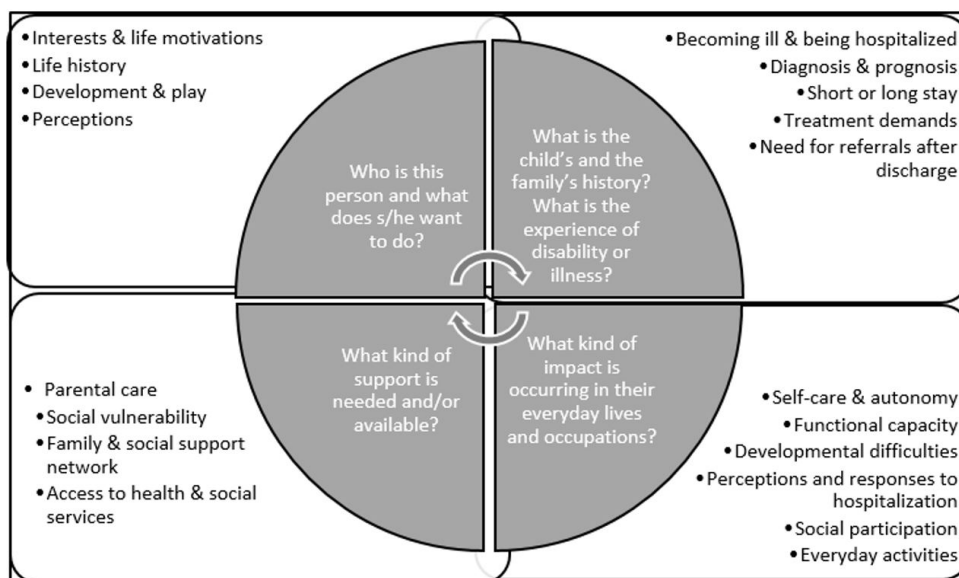 •Interests & life motivations
•Life history
•Development & play
•Perceptions
•Becoming ill & being hospitalized
•Diagnosis & prognosis
•Short or long stay
•Treatment demands
•Need for referrals after
discharge
Who is this
person and what
does s/he want
to do?
What is the
child's and the
family's history?
What is the
experience of
disability or
illness?
What kind of
support is
needed and/or
available?
What kind of
impact is
occurring in their
everyday lives
and occupations?
• Parental care
•Social vulnerability
•Family & social support
network
•Access to health & social
services
•Self-care & autonomy
•Functional capacity
•Developmental difficulties
•Perceptions and responses to
hospitalization
•Social participation
•Everyday activities